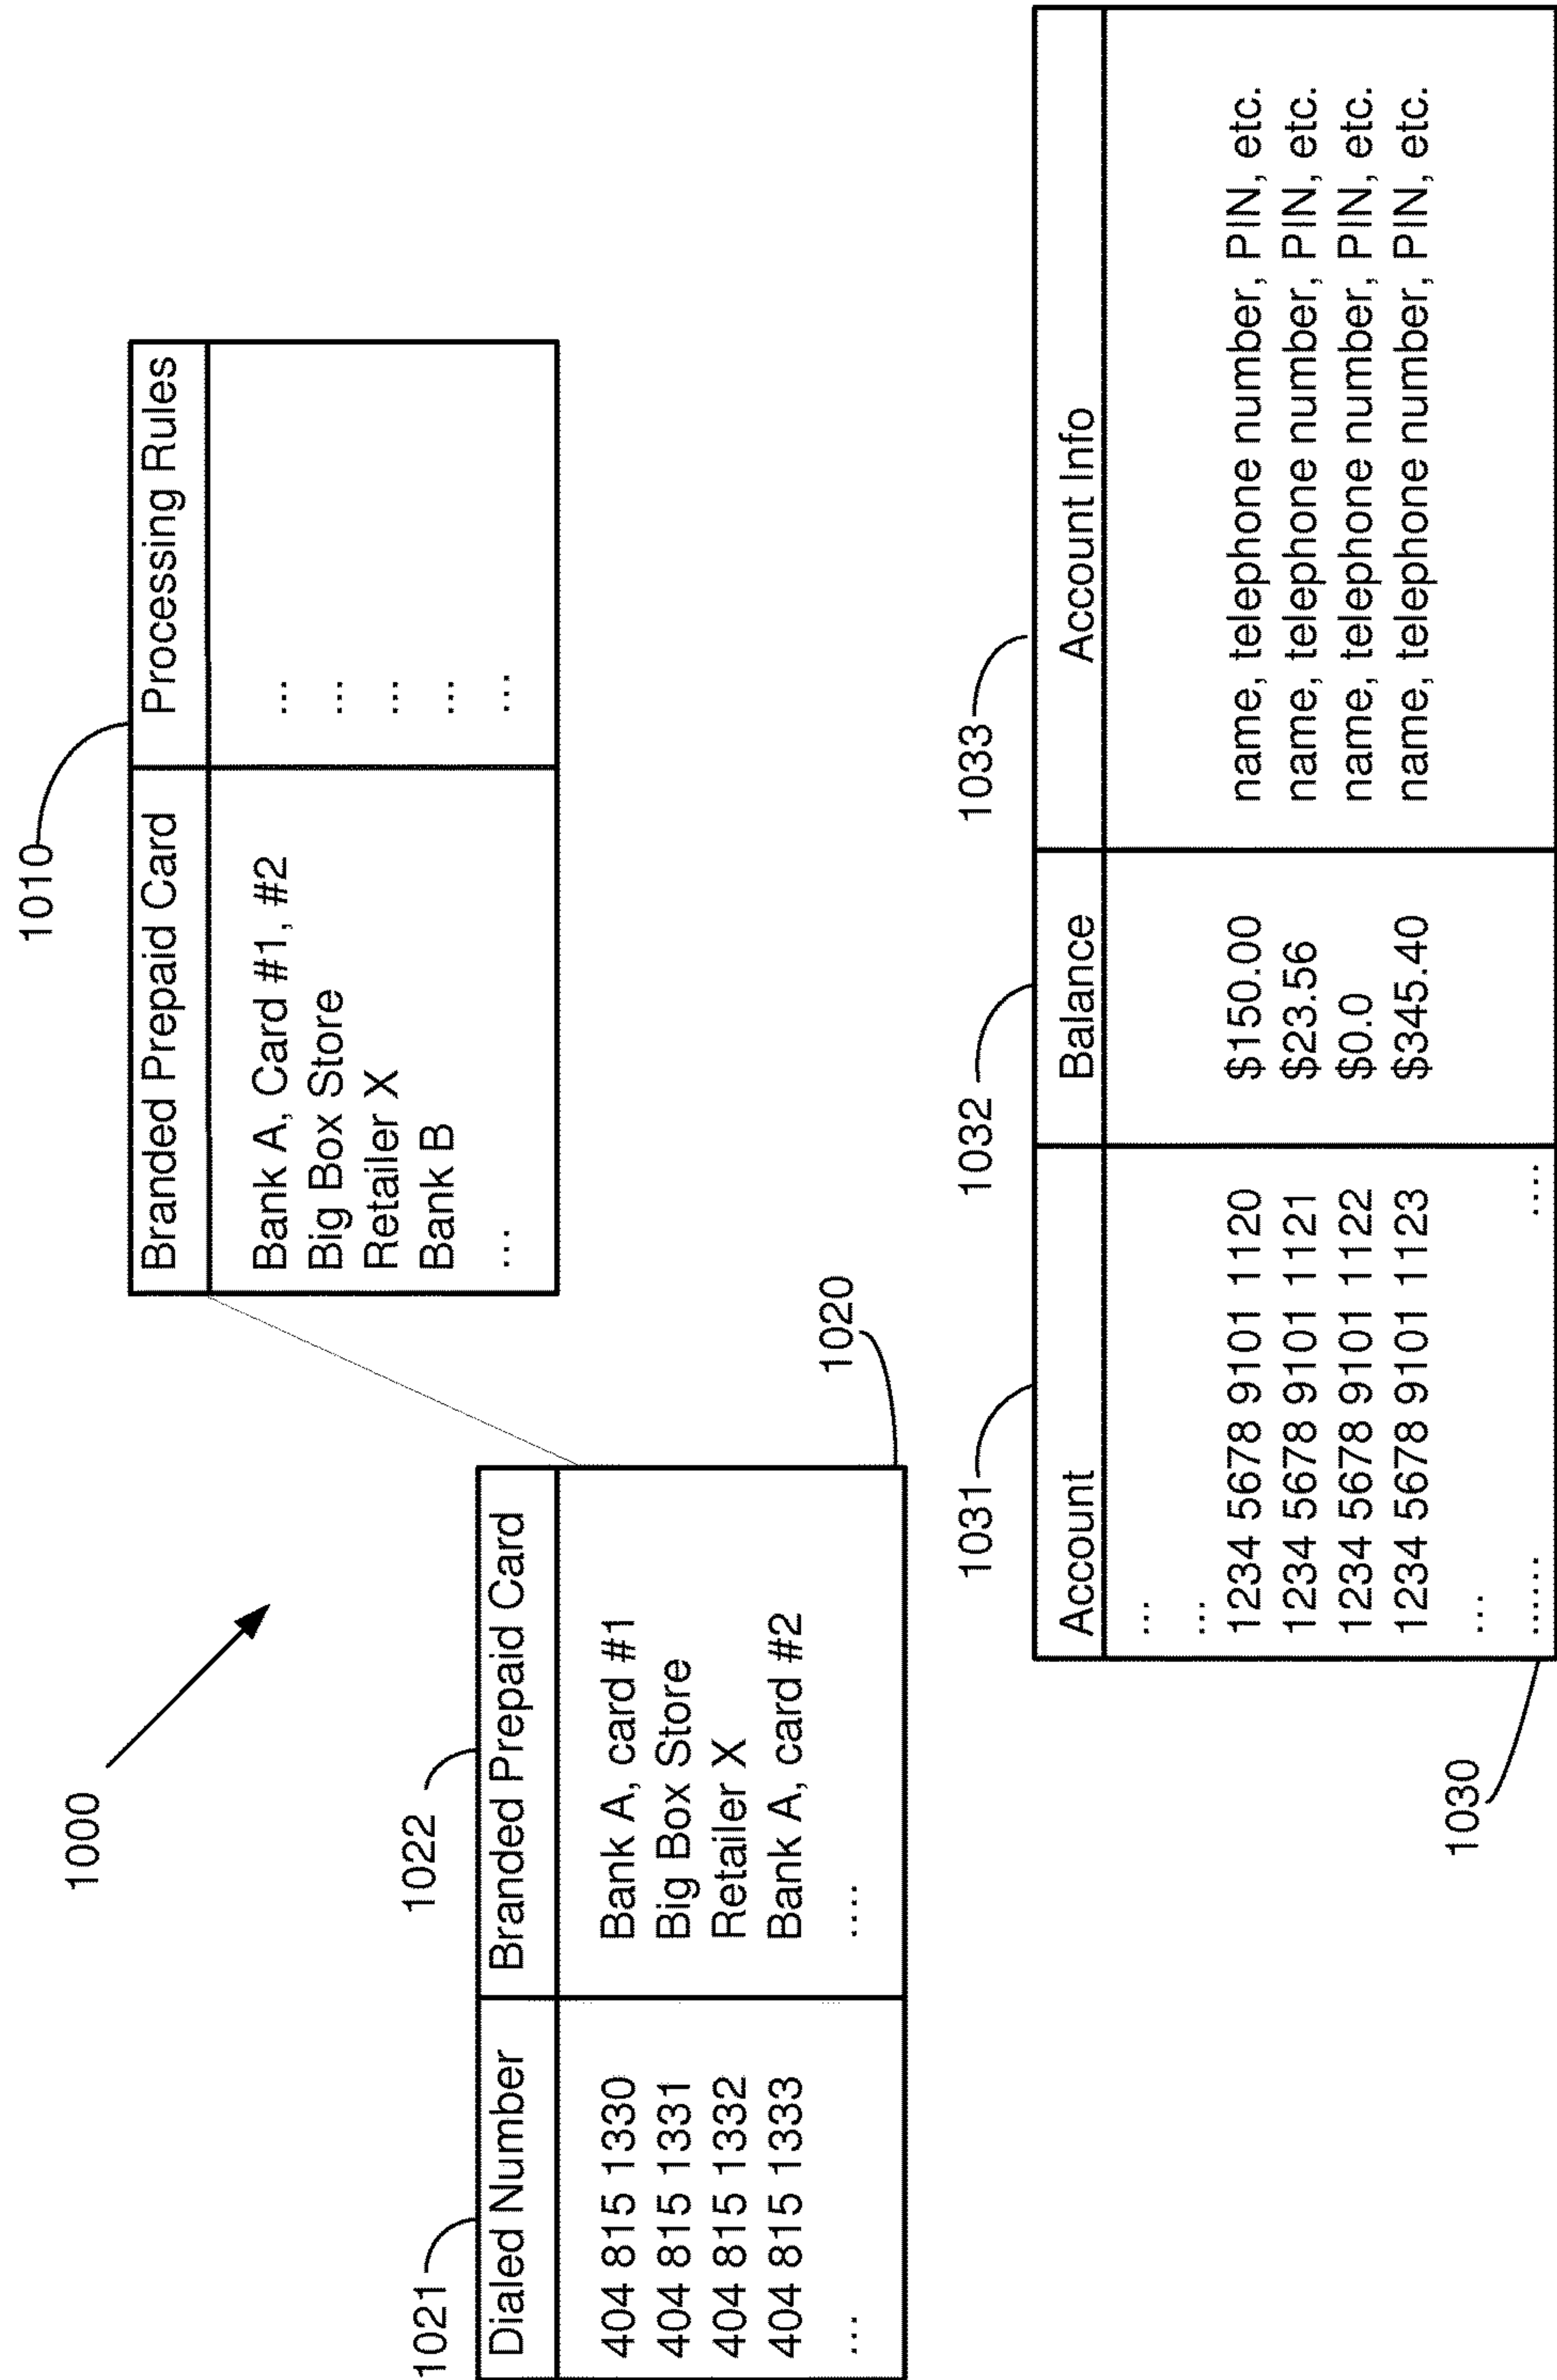 1000
1010
Branded Prepaid Card Processing Rules
Bank A, Card #1, #2 ...
Big Box Store ...
Retailer X ...
Bank B ...
... ...
1021
1022
Dialed Number Branded Prepaid Card
404 815 1330 Bank A, card #1
404 815 1331 Big Box Store
404 815 1332 Retailer X
404 815 1333 Bank A, card #2
... ....
1020
1031
1032
1033
Account Balance Account Info
...
...
1234 5678 9101 1120 $150.00 name, telephone number, PIN, etc.
1234 5678 9101 1121 $23.56 name, telephone number, PIN, etc.
1234 5678 9101 1122 $0.0 name, telephone number, PIN, etc.
1234 5678 9101 1123 $345.40 name, telephone number, PIN, etc.
...
...... ....
1030